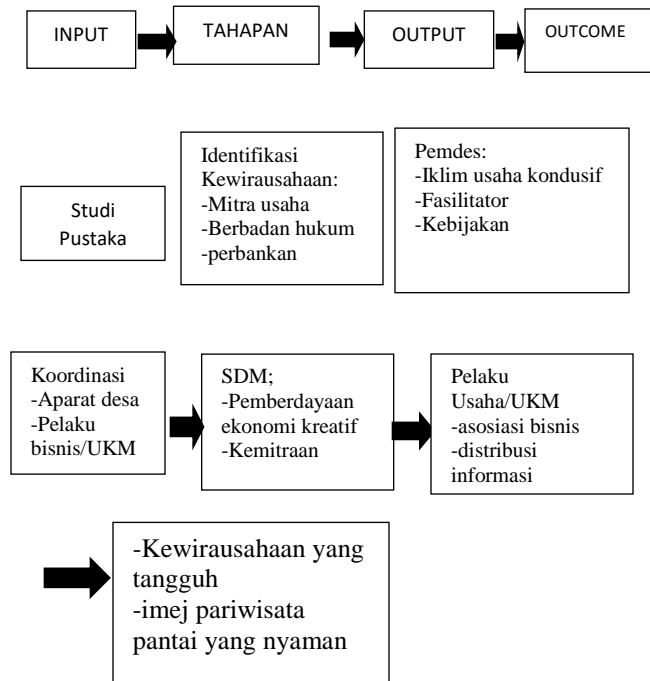 INPUT
TAHAPAN
OUTPUT
OUTCOME
Studi
Pustaka
Identifikasi
Kewirausahaan:
-Mitra usaha
-Berbadan hukum
-perbankan
Pemdes:
-Iklim usaha kondusif
-Fasilitator
-Kebijakan
Koordinasi
-Aparat desa
-Pelaku
bisnis/UKM
SDM;
-Pemberdayaan
ekonomi kreatif
-Kemitraan
Pelaku
Usaha/UKM
-asosiasi bisnis
-distribusi
informasi
-Kewirausahaan yang
tangguh
-imej pariwisata
pantai yang nyaman